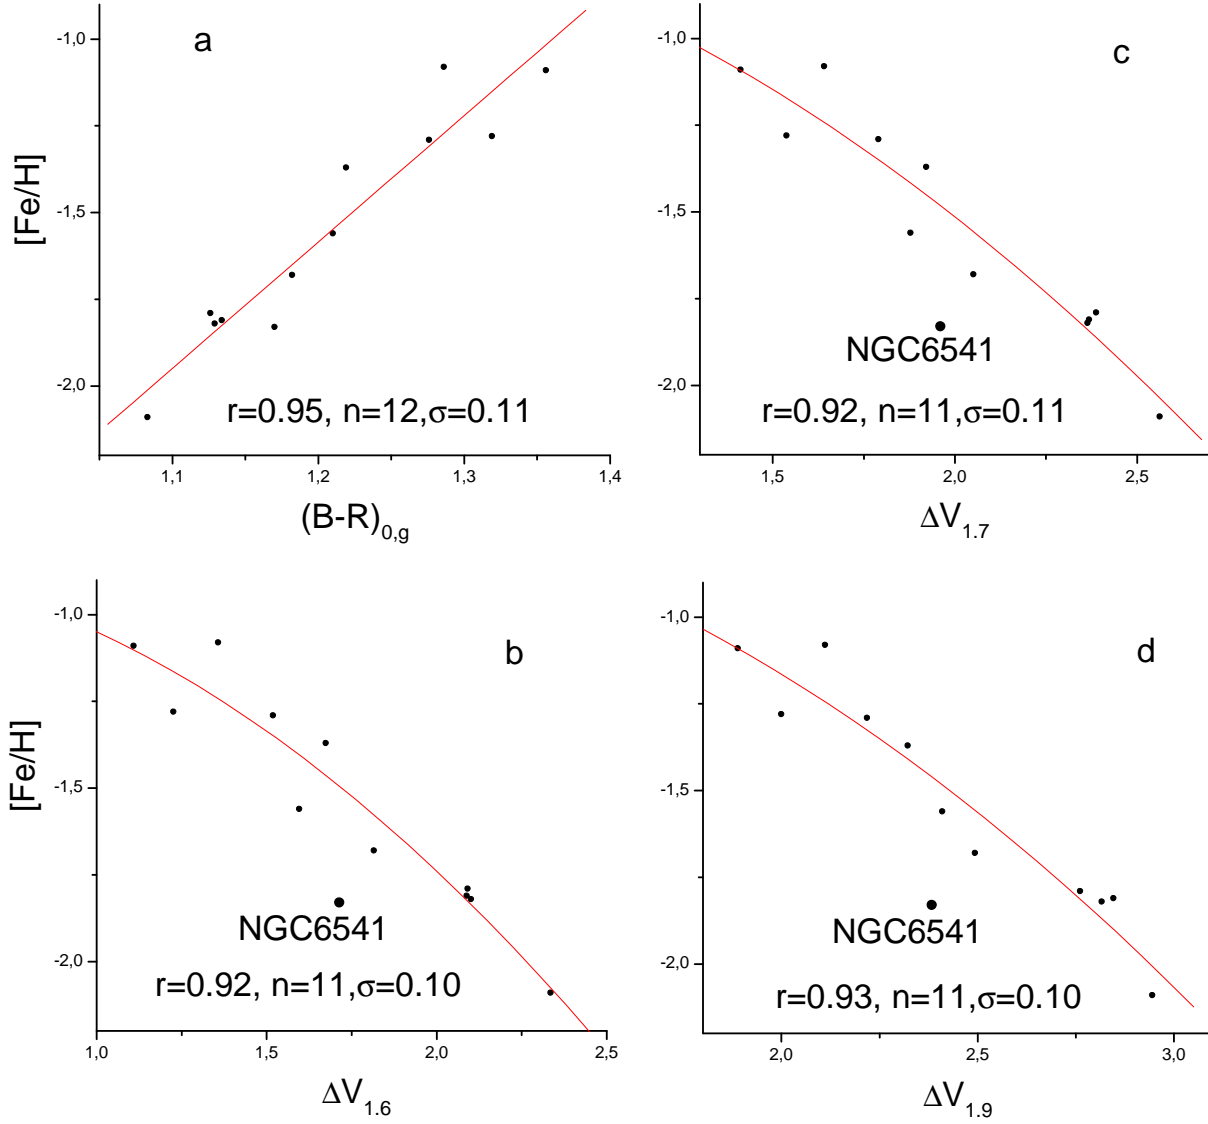 a
-1,0
-1,5
-2,0
[Fe/H]
r=0.95, n=12,σ=0.11
1,1 1,2 1,3 1,4
(B-R)0,g
c
-1,0
-1,5
-2,0
NGC6541
r=0.92, n=11,σ=0.11
1,5 2,0 2,5
ΔV1.7
b
-1,0
-1,5
-2,0
[Fe/H]
NGC6541
r=0.92, n=11,σ=0.10
1,0 1,5 2,0 2,5
ΔV1.6
d
-1,0
-1,5
-2,0
NGC6541
r=0.93, n=11,σ=0.10
2,0 2,5 3,0
ΔV1.9